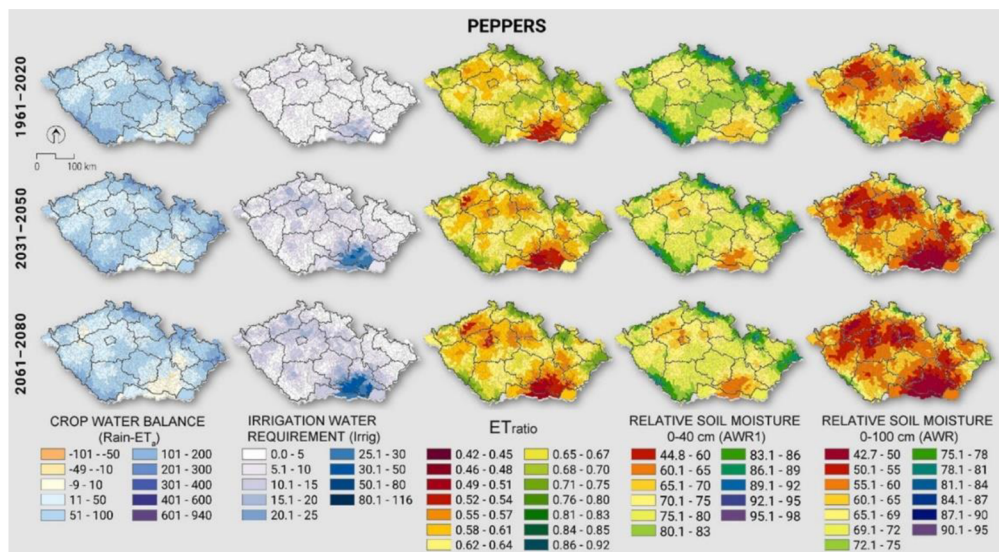 PEPPERS
1961–2020
0 100 km
2031–2050
2061–2080
CROP WATER BALANCE
(Rain-ETa)
-101 --50
-49 --10
-9 - 10
11 - 50
51 - 100
101 - 200
201 - 300
301 - 400
401 - 600
601 - 940
IRRIGATION WATER
REQUIREMENT (Irrig)
0.0 - 5
5.1 - 10
10.1 - 15
15.1 - 20
20.1 - 25
25.1 - 30
30.1 - 50
50.1 - 80
80.1 - 116
ETratio
0.42 - 0.45
0.46 - 0.48
0.49 - 0.51
0.52 - 0.54
0.55 - 0.57
0.58 - 0.61
0.62 - 0.64
0.65 - 0.67
0.68 - 0.70
0.71 - 0.75
0.76 - 0.80
0.81 - 0.83
0.84 - 0.85
0.86 - 0.92
RELATIVE SOIL MOISTURE
0-40 cm (AWR1)
44.8 - 60
60.1 - 65
65.1 - 70
70.1 - 75
75.1 - 80
80.1 - 83
83.1 - 86
86.1 - 89
89.1 - 92
92.1 - 95
95.1 - 98
RELATIVE SOIL MOISTURE
0-100 cm (AWR)
42.7 - 50
50.1 - 55
55.1 - 60
60.1 - 65
65.1 - 69
69.1 - 72
72.1 - 75
75.1 - 78
78.1 - 81
81.1 - 84
84.1 - 87
87.1 - 90
90.1 - 95